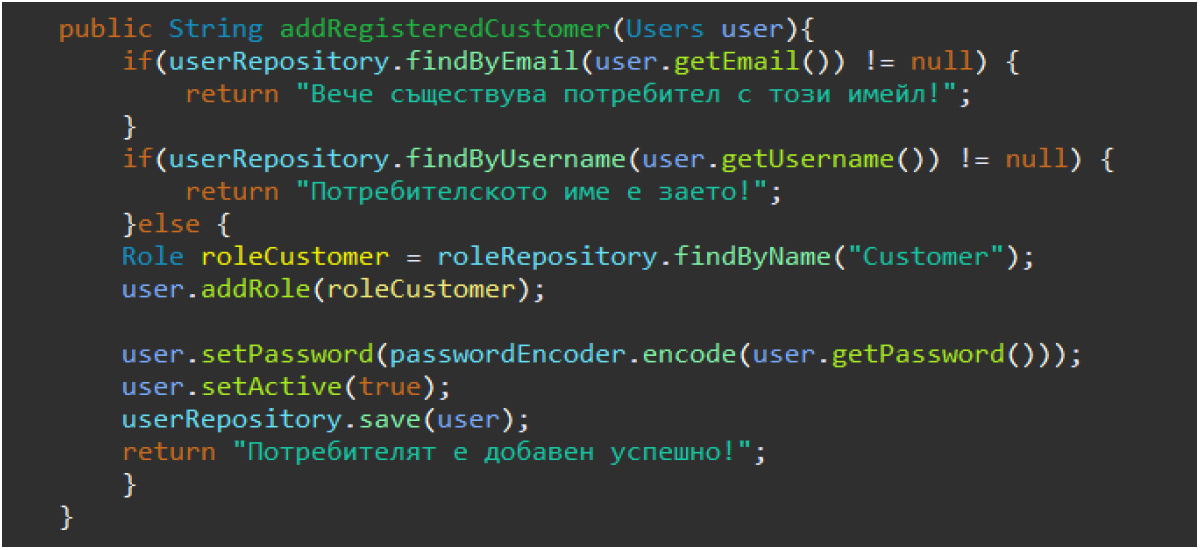 public String addRegisteredCustomer(Users user){
if(userRepository.findByEmail(user.getEmail()) != null) {
return "Вече съществува потребител с този имейл!";
}
if(userRepository.findByUsername(user.getUsername()) != null) {
return "Потребителското име е заето!";
}else {
Role roleCustomer = roleRepository.findByName("Customer");
user.addRole(roleCustomer);
user.setPassword(passwordEncoder.encode(user.getPassword()));
user.setActive(true);
userRepository.save(user);
return "Потребителят е добавен успешно!";
}
}